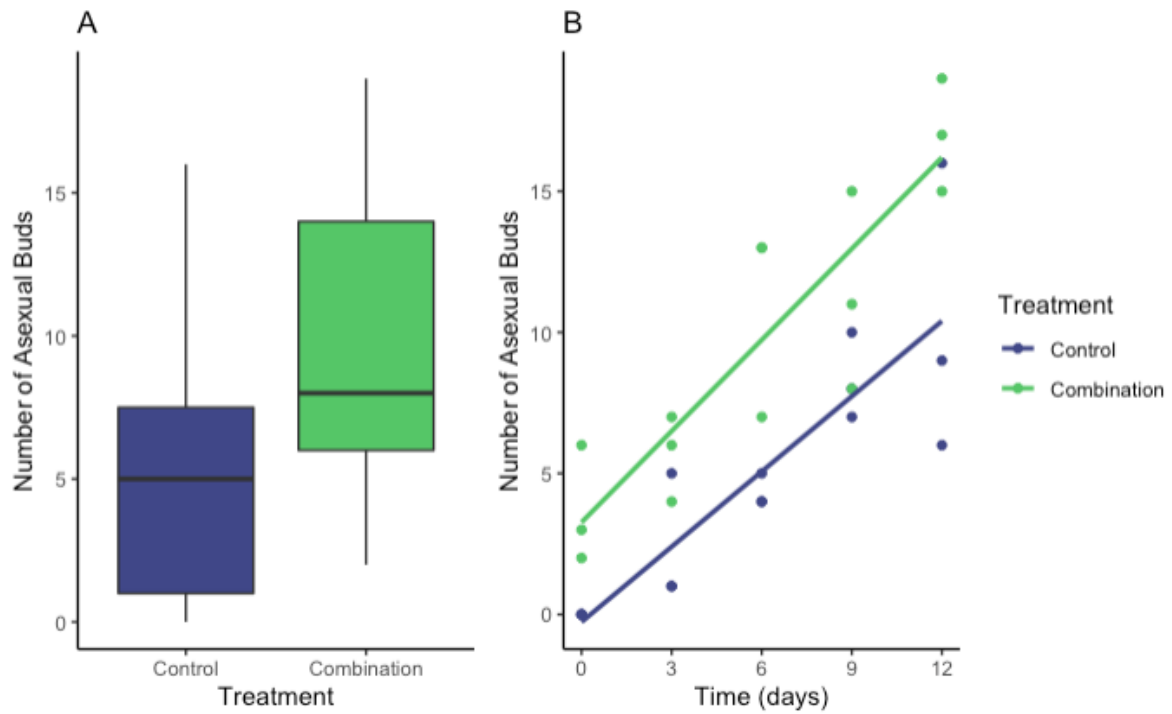 A
Number of Asexual Buds
15
10
5
0
Control
Combination
Treatment
B
Number of Asexual Buds
15
10
5
0
0
3
6
9
12
Time (days)
Treatment
Control
Combination